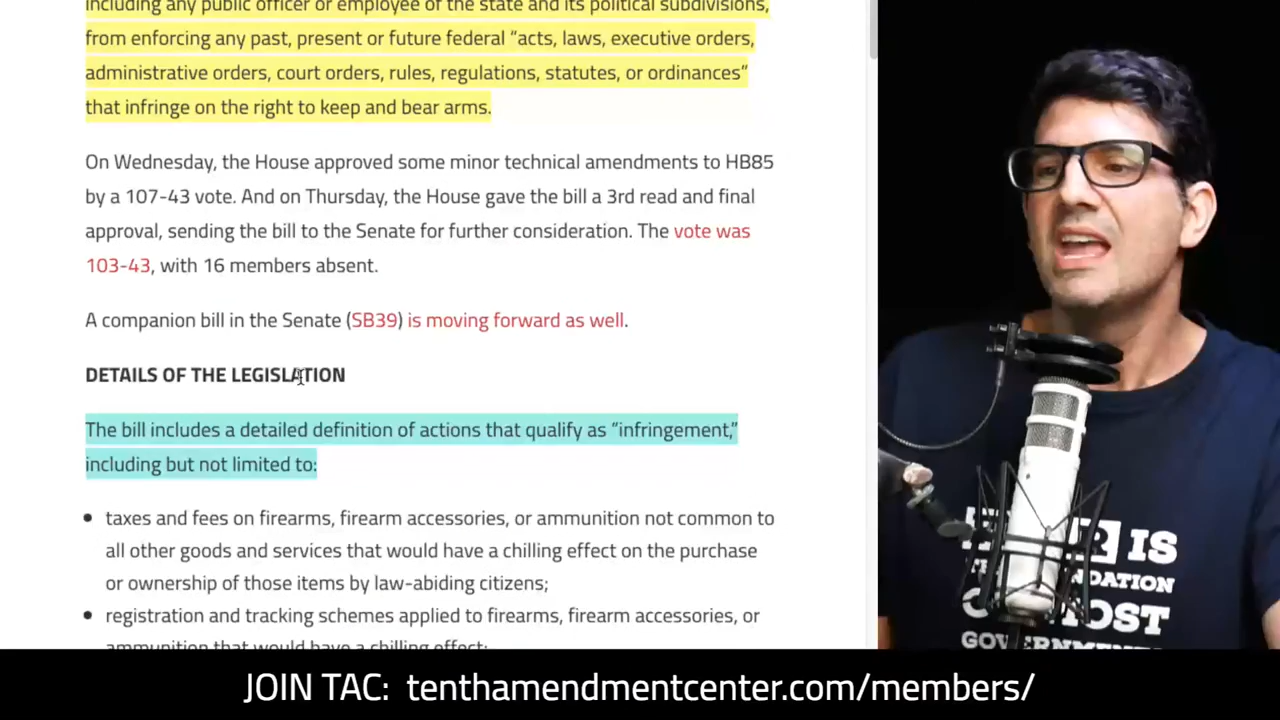 including any public officer or employee of the state and its political subdivisions,
from enforcing any past, present or future federal “acts, laws, executive orders,
administrative orders, court orders, rules, regulations, statutes, or ordinances”
that infringe on the right to keep and bear arms.
On Wednesday, the House approved some minor technical amendments to HB85
by a 107-43 vote. And on Thursday, the House gave the bill a 3rd read and final
approval, sending the bill to the Senate for further consideration. The vote was
103-43, with 16 members absent.
A companion bill in the Senate (SB39) is moving forward as well.
DETAILS OF THE LEGISLATION
The bill includes a detailed definition of actions that qualify as “infringement,”
including but not limited to:
• taxes and fees on firearms, firearm accessories, or ammunition not common to
all other goods and services that would have a chilling effect on the purchase
or ownership of those items by law-abiding citizens;
• registration and tracking schemes applied to firearms, firearm accessories, or
ammunition that would have a chilling effect;
IS
MOST
JOIN TAC: tenthamendmentcenter.com/members/